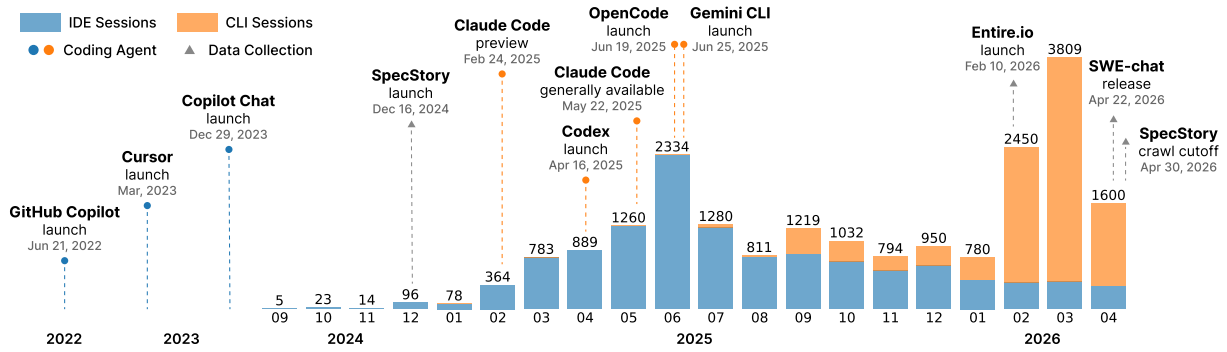 IDE Sessions
CLI Sessions
Coding Agent
Data Collection
GitHub Copilot
launch
Jun 21, 2022
Cursor
launch
Mar, 2023
Copilot Chat
launch
Dec 29, 2023
SpecStory
launch
Dec 16, 2024
Claude Code
preview
Feb 24, 2025
Codex
launch
Apr 16, 2025
Claude Code
generally available
May 22, 2025
OpenCode
launch
Jun 19, 2025
Gemini CLI
launch
Jun 25, 2025
Entire.io
launch
Feb 10, 2026
SWE-chat
release
Apr 22, 2026
SpecStory
crawl cutoff
Apr 30, 2026
5 23 14 96 78 364 783 889 1260 2334 1280 811 1219 1032 794 950 780 2450 3809 1600
09 10 11 12 01 02 03 04 05 06 07 08 09 10 11 12 01 02 03 04
2022 2023 2024 2025 2026